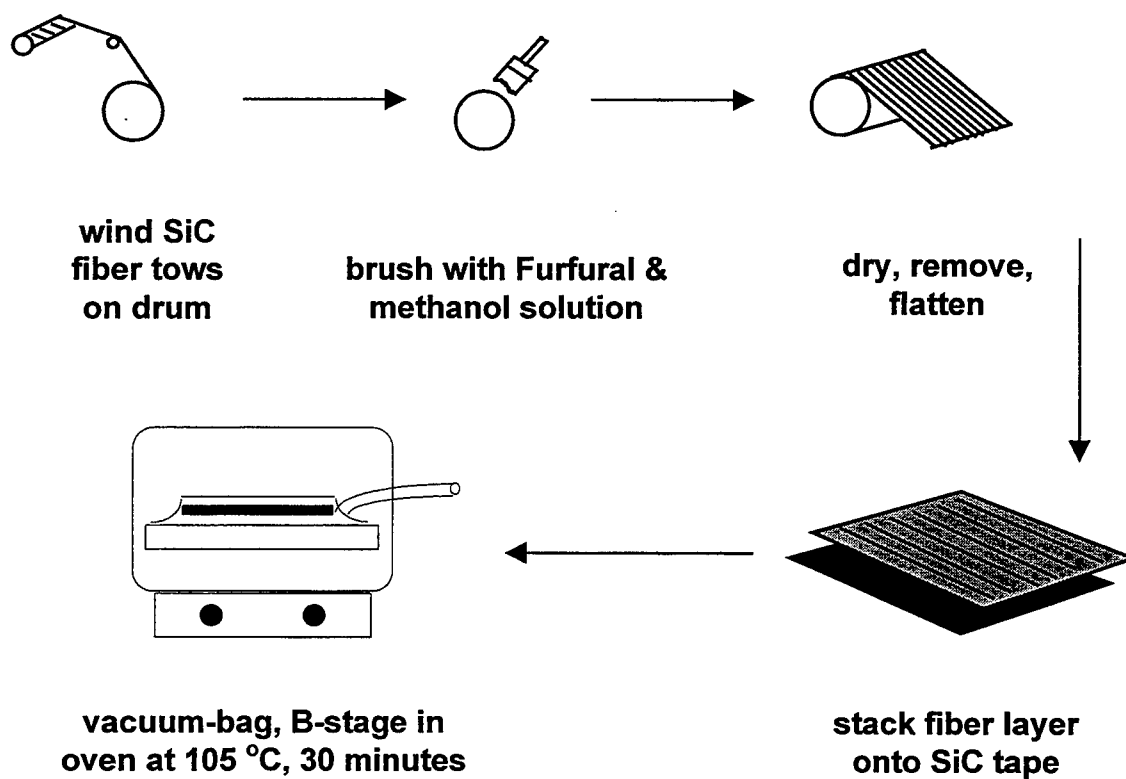 wind SiC
fiber tows
on drum
brush with Furfural &
methanol solution
dry, remove,
flatten
vacuum-bag, B-stage in
oven at 105 °C, 30 minutes
stack fiber layer
onto SiC tape